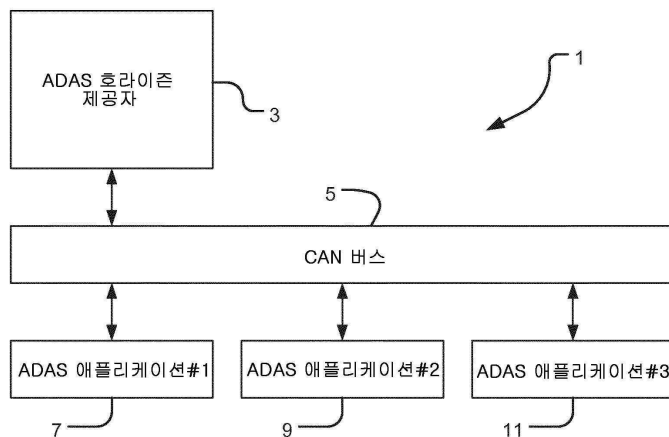 ADAS 호라이즌
제공자
3
1
5
CAN 버스
ADAS 애플리케이션#1
ADAS 애플리케이션#2
ADAS 애플리케이션#3
7
9
11